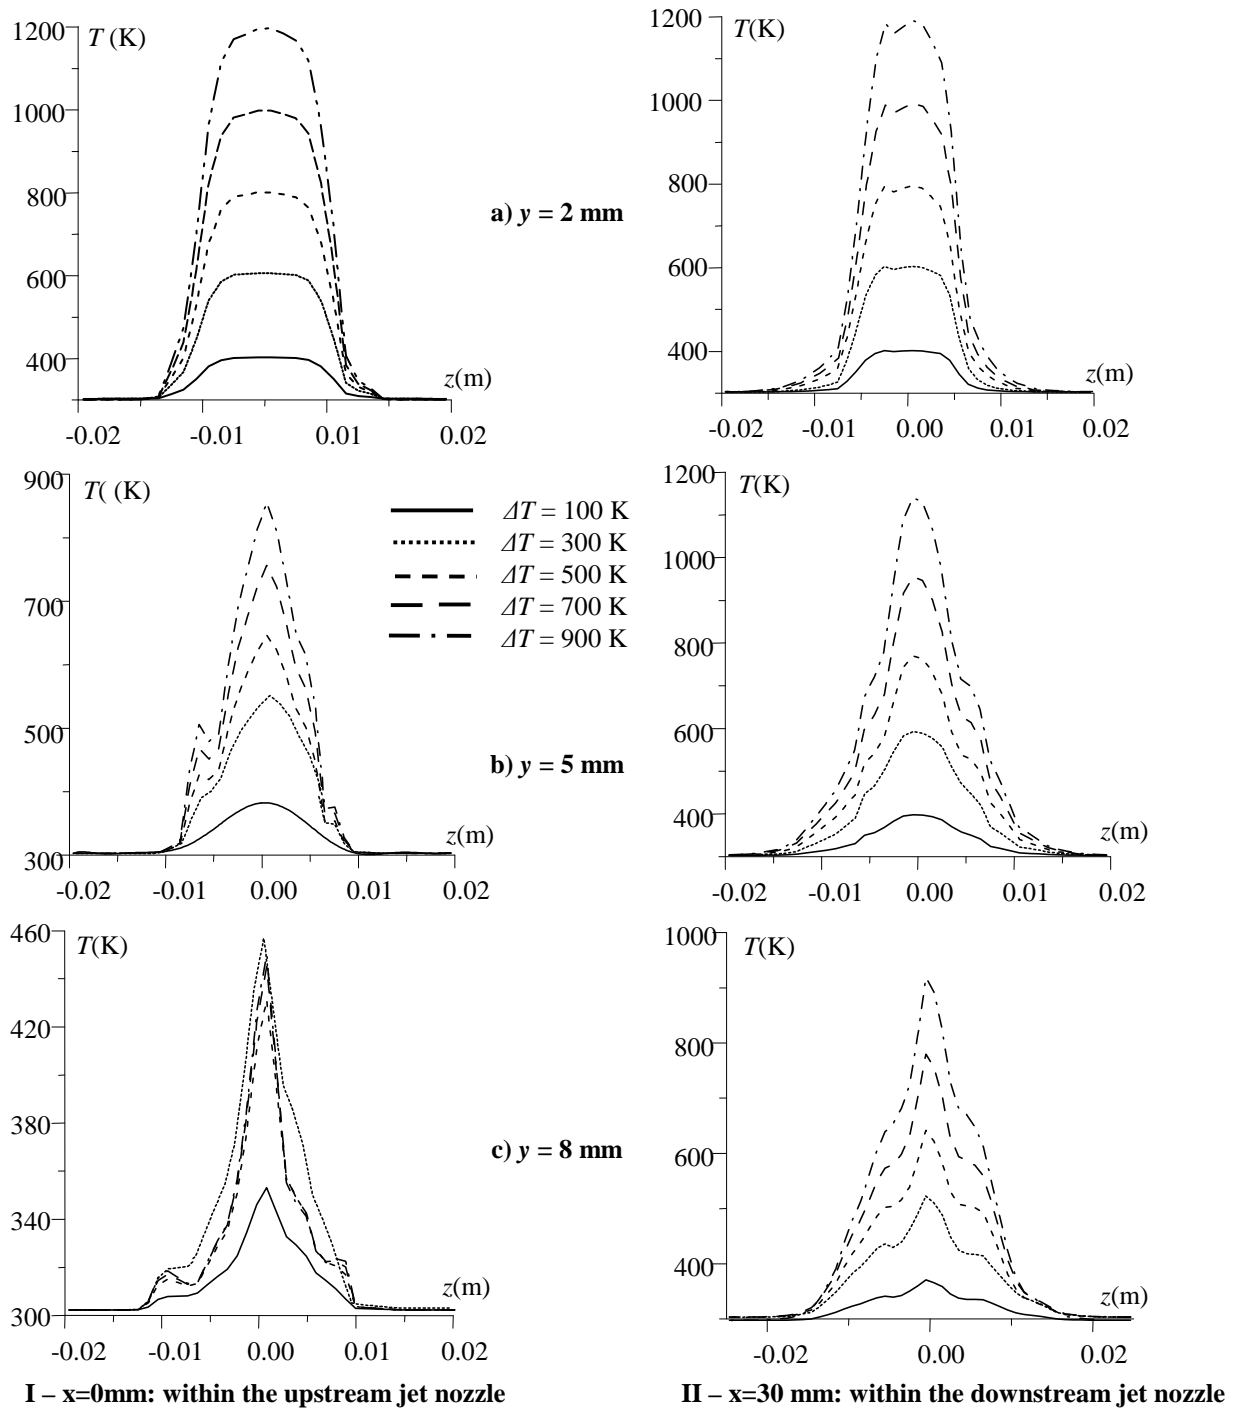 1200
T (K)
1000
800
600
400
z(m)
-0.02
-0.01
0.01
0.02
1200
T(K)
1000
800
600
400
z(m)
-0.02
-0.01
0.00
0.01
0.02
a) y = 2 mm
900
T( (K)
700
500
300
z(m)
-0.02
-0.01
0.00
0.01
0.02
ΔT = 100 K
ΔT = 300 K
ΔT = 500 K
ΔT = 700 K
ΔT = 900 K
b) y = 5 mm
1200
T(K)
1000
800
600
400
z(m)
-0.02
-0.01
0.00
0.01
0.02
460
T(K)
420
380
340
300
z(m)
-0.02
-0.01
0.00
0.01
0.02
c) y = 8 mm
1000
T(K)
800
600
400
z(m)
-0.02
0.00
0.02
I – x=0mm: within the upstream jet nozzle
II – x=30 mm: within the downstream jet nozzle